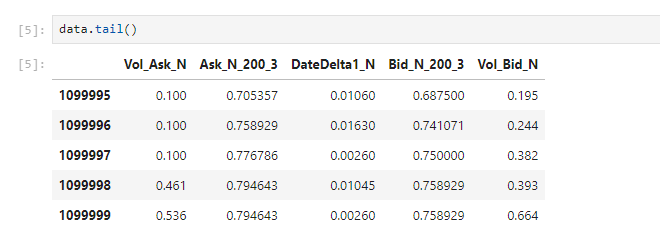 [5]: data.tail()
[5]:
Vol_Ask_N Ask_N_200_3 DateDelta1_N Bid_N_200_3 Vol_Bid_N
1099995 0.100 0.705357 0.01060 0.687500 0.195
1099996 0.100 0.758929 0.01630 0.741071 0.244
1099997 0.100 0.776786 0.00260 0.750000 0.382
1099998 0.461 0.794643 0.01045 0.758929 0.393
1099999 0.536 0.794643 0.00260 0.758929 0.664